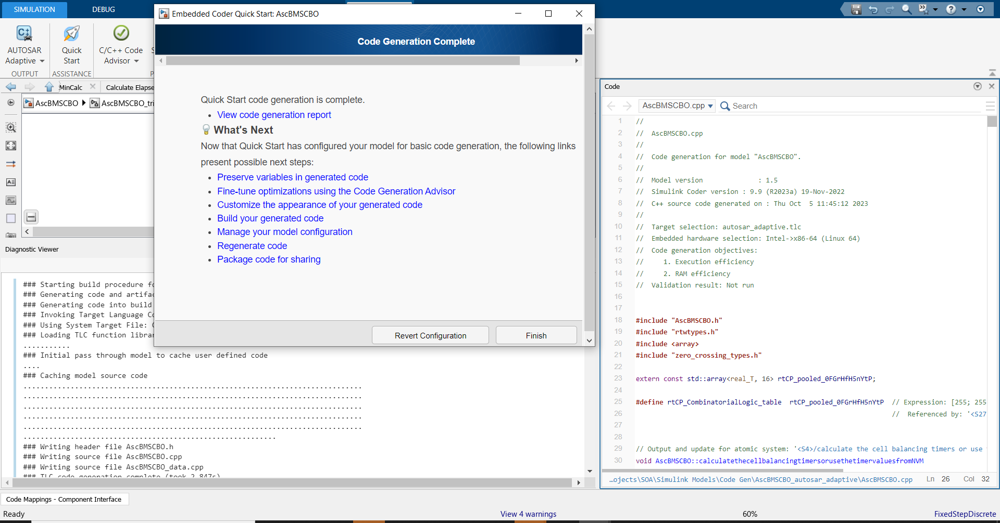 SIMULATION
DEBUG
AUTOSAR
Adaptive
OUTPUT
Quick
Start
ASSISTANCE
C/C++ Code
Advisor
MinCalc
Calculate Elapse
AscBMSCBO
AscBMSCBO_tri
Embedded Coder Quick Start: AscBMSCBO
Code Generation Complete
Quick Start code generation is complete.
View code generation report
What's Next
Now that Quick Start has configured your model for basic code generation, the following links
present possible next steps:
Preserve variables in generated code
Fine-tune optimizations using the Code Generation Advisor
Customize the appearance of your generated code
Build your generated code
Manage your model configuration
Regenerate code
Package code for sharing
Revert Configuration
Finish
Diagnostic Viewer
### Starting build procedure fo
### Generating code and artifac
### Generating code into build
### Invoking Target Language Co
### Using System Target File:
### Loading TLC function librar
...........
### Initial pass through model to cache user defined code
....
### Caching model source code
...............................................................................
...............................................................................
...............................................................................
...............................................................................
...............................................................................
...........................................................
### Writing header file AscBMSCBO.h
### Writing source file AscBMSCBO.cpp
### Writing source file AscBMSCBO_data.cpp
### TLC code generation complete (took 2.847s)
Code
AscBMSCBO.cpp
Search
1 //
2 // AscBMSCBO.cpp
3 //
4 // Code generation for model "AscBMSCBO".
5 //
6 // Model version : 1.5
7 // Simulink Coder version : 9.9 (R2023a) 19-Nov-2022
8 // C++ source code generated on : Thu Oct 5 11:45:12 2023
9 //
10 // Target selection: autosar_adaptive.tlc
11 // Embedded hardware selection: Intel->x86-64 (Linux 64)
12 // Code generation objectives:
13 // 1. Execution efficiency
14 // 2. RAM efficiency
15 // Validation result: Not run
16
17
18 #include "AscBMSCBO.h"
19 #include "rtwtypes.h"
20 #include <array>
21 #include "zero_crossing_types.h"
22
23 extern const std::array<real_T, 16> rtCP_pooled_0FGrHfH5nYtP;
24
25 #define rtCP_CombinatorialLogic_table rtCP_pooled_0FGrHfH5nYtP // Expression: [255; 255
26 // Referenced by: '<S27
27
28
29 // Output and update for atomic system: '<S4>/calculate the cell balancing timers or use
30 void AscBMSCBO::calculatethecellbalancingtimersorusethetimervaluesfromNVM
...ojects\SOA\Simulink Models\Code Gen\AscBMSCBO_autosar_adaptive\AscBMSCBO.cpp
Ln 26 Col 32
Code Mappings - Component Interface
Ready
View 4 warnings
60%
FixedStepDiscrete